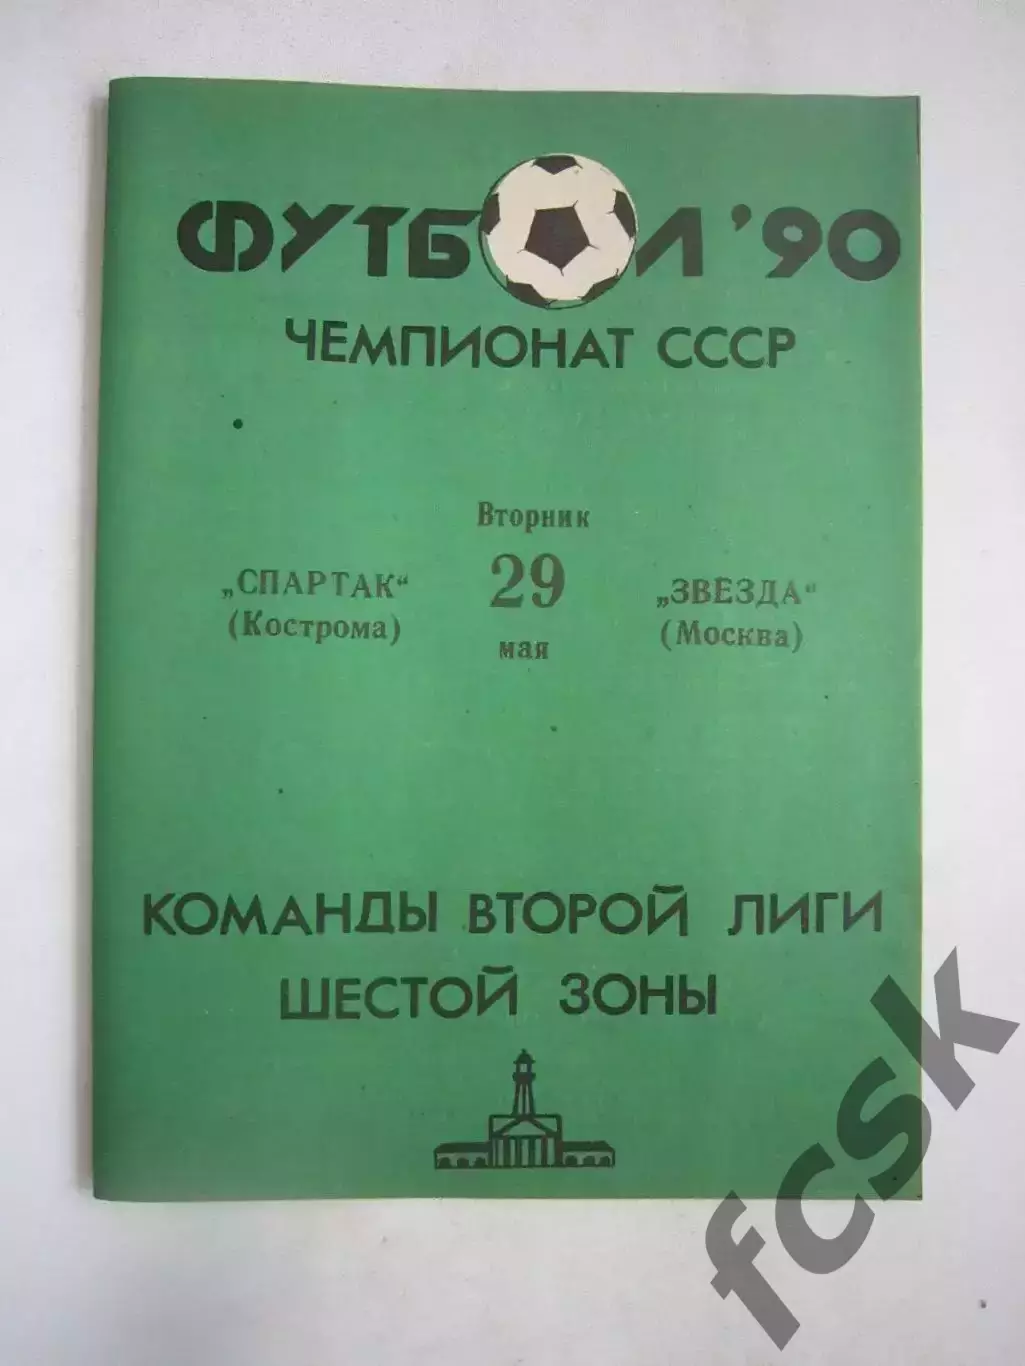 ФУТБОЛ '90
ЧЕМПИОНАТ СССР
Вторник
29
мая
„СПАРТАК“
(Кострома)
„ЗВЕЗДА“
(Москва)
КОМАНДЫ ВТОРОЙ ЛИГИ
ШЕСТОЙ ЗОНЫ
fcsk